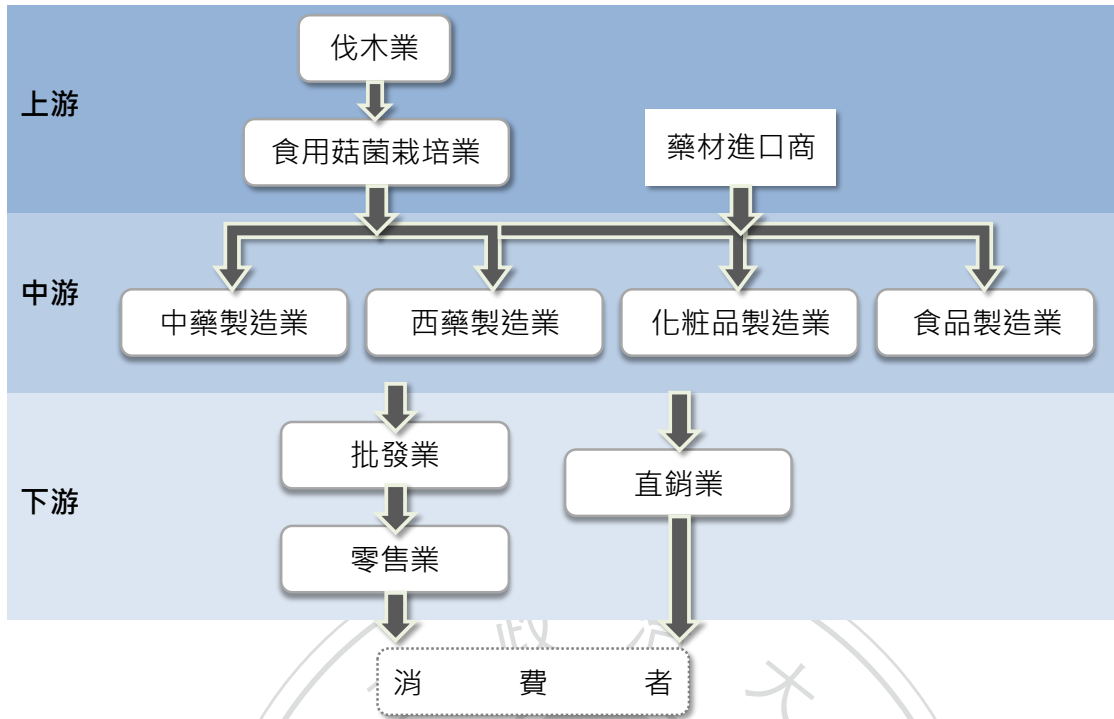 伐木業
上游
食用菇菌栽培業
藥材進口商
中游
中藥製造業
西藥製造業
化粧品製造業
食品製造業
批發業
直銷業
下游
零售業
政
大
消費者